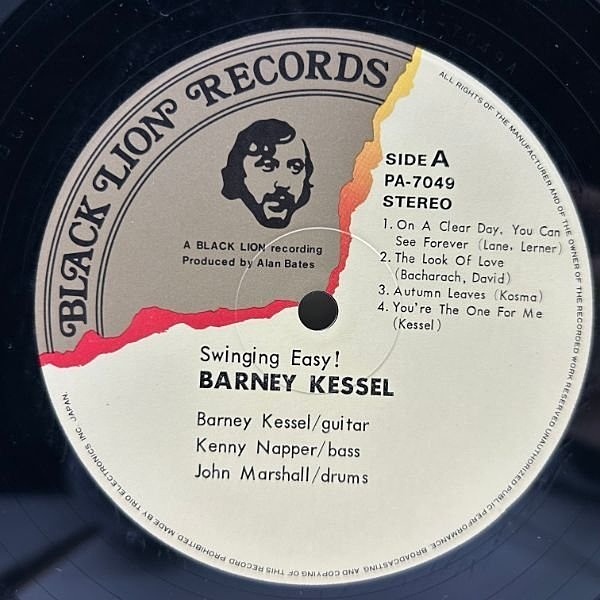 BLACK LION RECORDS
A BLACK LION recording
Produced by Alan Bates
SIDE A
PA-7049
STEREO
1. On A Clear Day, You Can
See Forever (Lane, Lerner)
2. The Look Of Love
(Bacharach, David)
3. Autumn Leaves (Kosma)
4. You're The One For Me
(Kessel)
Swinging Easy!
BARNEY KESSEL
Barney Kessel/guitar
Kenny Napper/bass
John Marshall/drums
ALL RIGHTS OF THE MANUFACTURER AND OF THE OWNER OF THE RECORDED WORK RESERVED UNAUTHORIZED PUBLIC PERFORMANCE, BROADCASTING AND COPYING OF THIS RECORD PROHIBITED MADE BY TRIO ELECTRONICS INC. JAPAN.